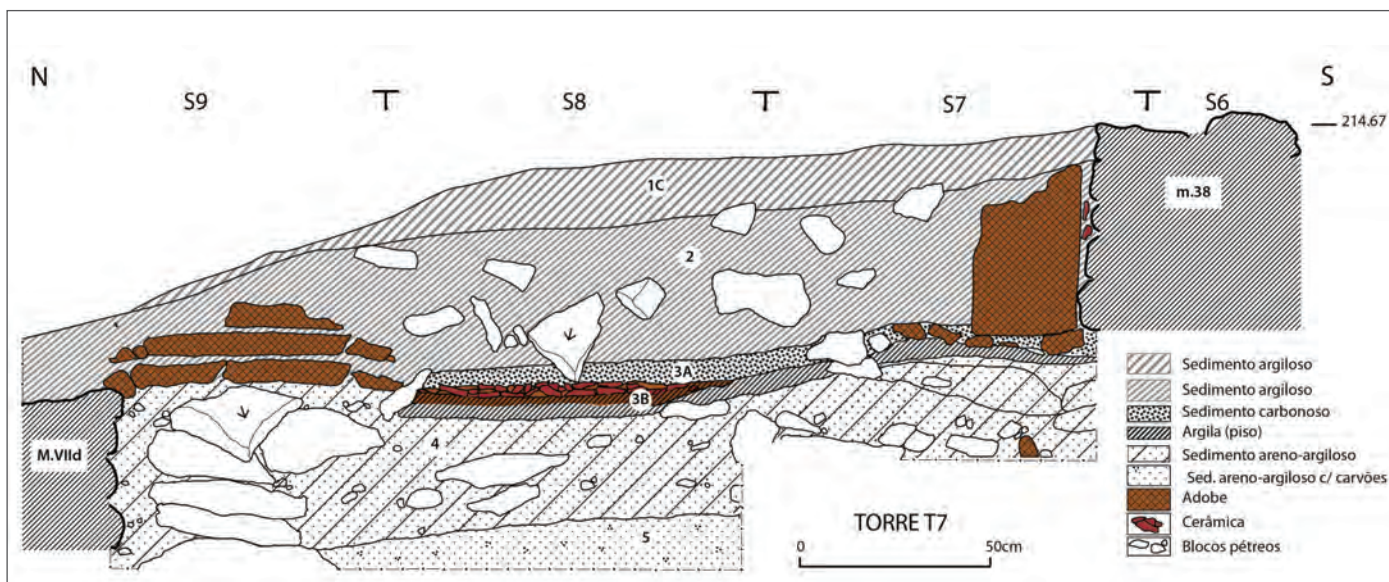 N
S
S9
T
S8
T
S7
T
S6
214.67
1C
m.38
2
3A
3B
M.VIId
4
5
TORRE T7
0
50cm
Sedimento argiloso
Sedimento argiloso
Sedimento carbonoso
Argila (piso)
Sedimento areno-argiloso
Sed. areno-argiloso c/ carvões
Adobe
Cerâmica
Blocos pétreos